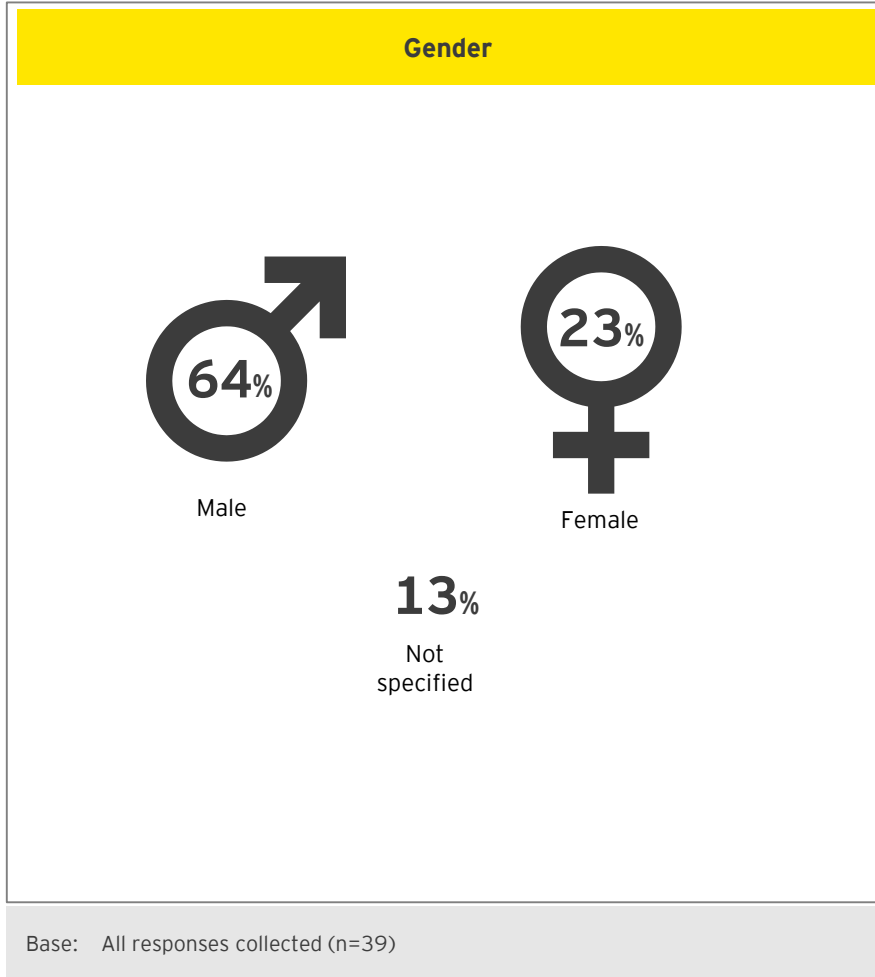 Gender
64%
23%
Male
Female
13%
Not
specified
Base: All responses collected (n=39)